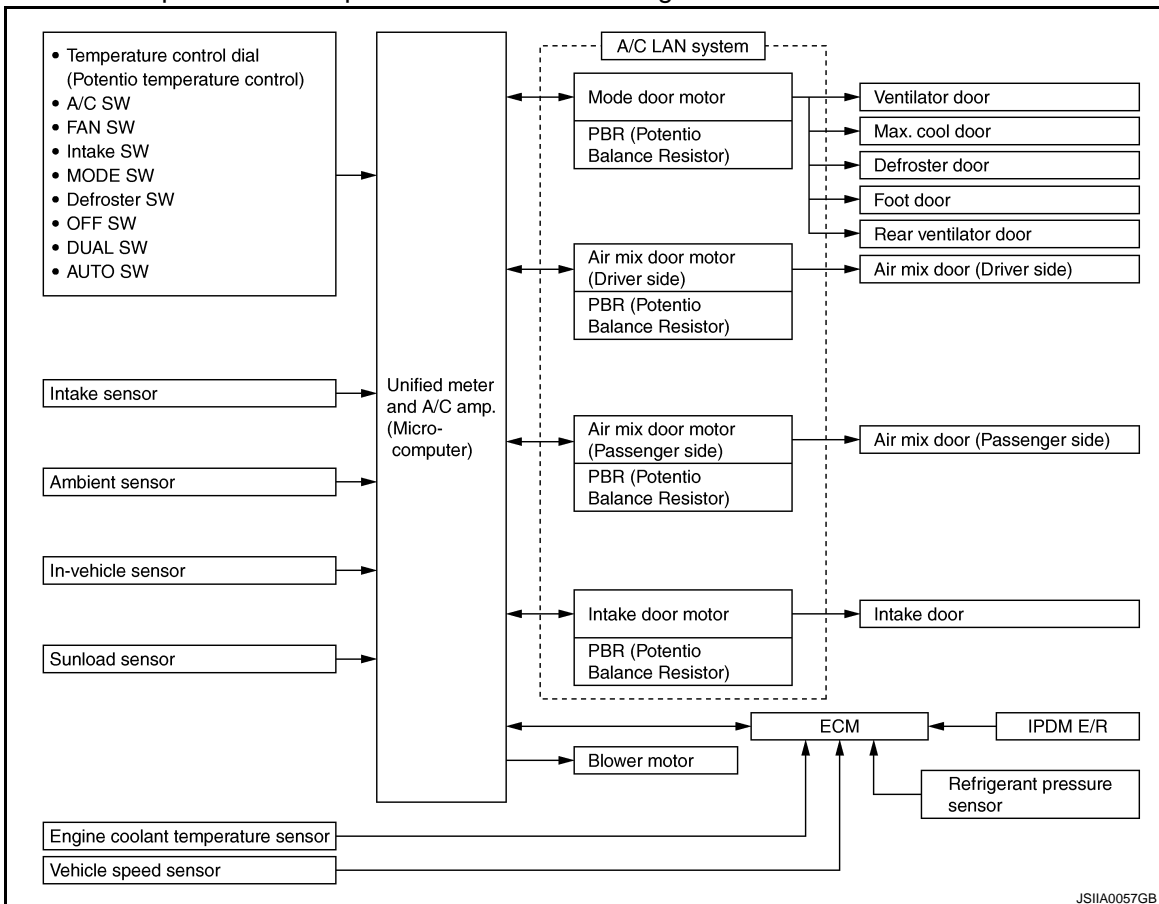 • Temperature control dial
(Potentio temperature control)
• A/C SW
• FAN SW
• Intake SW
• MODE SW
• Defroster SW
• OFF SW
• DUAL SW
• AUTO SW
Intake sensor
Ambient sensor
In-vehicle sensor
Sunload sensor
Engine coolant temperature sensor
Vehicle speed sensor
Unified meter
and A/C amp.
(Micro-
computer)
A/C LAN system
Mode door motor
PBR (Potentio
Balance Resistor)
Air mix door motor
(Driver side)
PBR (Potentio
Balance Resistor)
Air mix door motor
(Passenger side)
PBR (Potentio
Balance Resistor)
Intake door motor
PBR (Potentio
Balance Resistor)
Ventilator door
Max. cool door
Defroster door
Foot door
Rear ventilator door
Air mix door (Driver side)
Air mix door (Passenger side)
Intake door
ECM
IPDM E/R
Blower motor
Refrigerant pressure
sensor
JSIIA0057GB